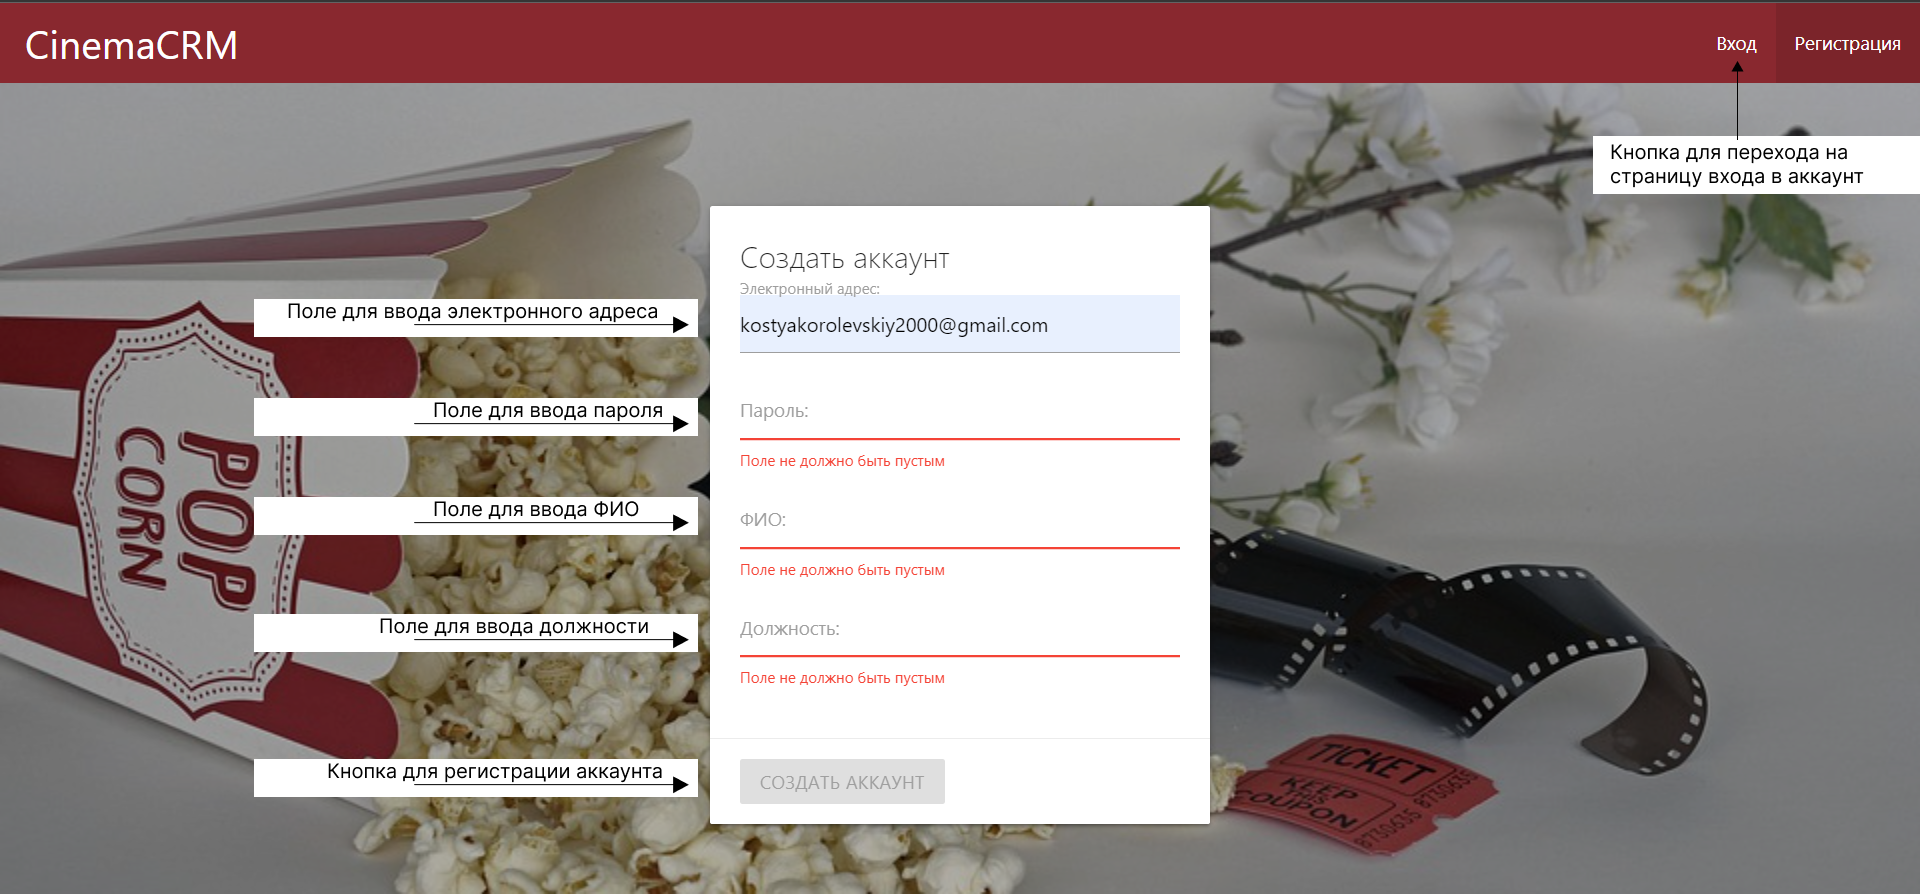 CinemaCRM
Вход
Регистрация
Кнопка для перехода на
страницу входа в аккаунт
Создать аккаунт
Электронный адрес:
Поле для ввода электронного адреса
kostyakorolevskiy2000@gmail.com
Поле для ввода пароля
Пароль:
Поле не должно быть пустым
Поле для ввода ФИО
ФИО:
Поле не должно быть пустым
Поле для ввода должности
Должность:
Поле не должно быть пустым
Кнопка для регистрации аккаунта
СОЗДАТЬ АККАУНТ
POP
CORN
TICKET
KEEP
THIS
COUPON
8730635
8730635